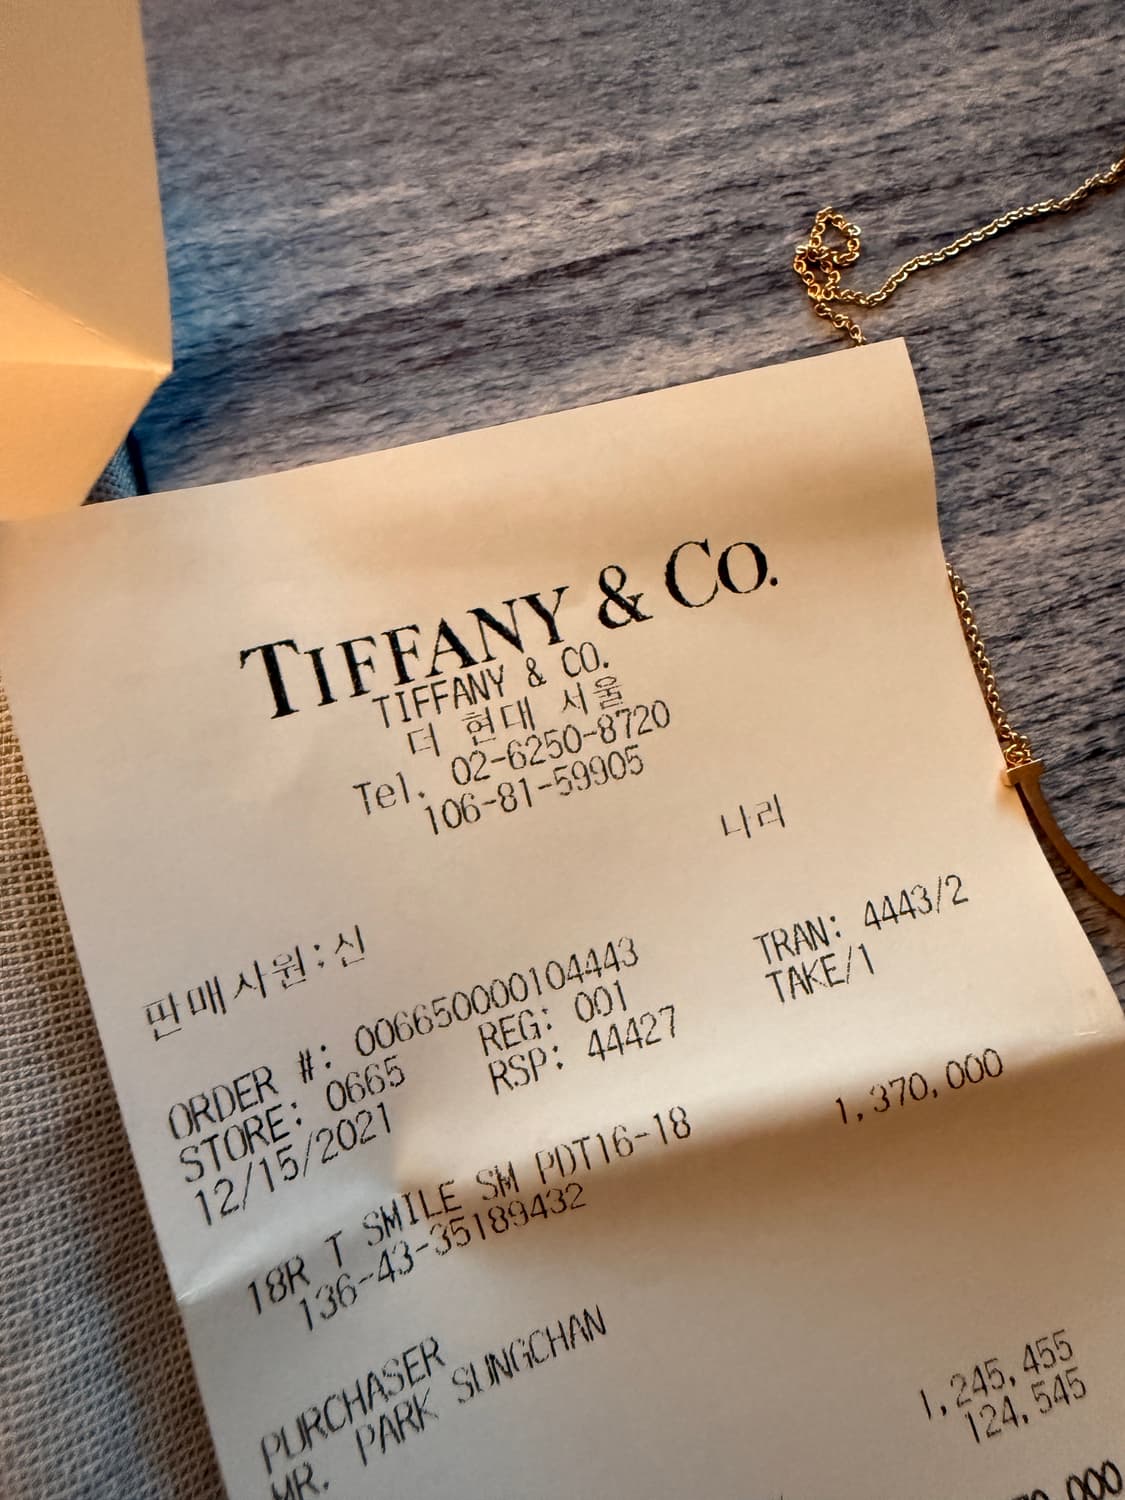 TIFFANY & CO.
TIFFANY & CO.
더 현대 서울
Tel. 02-6250-8720
106-81-59905
판매사원:신 나리
ORDER #: 006650000104443
STORE: 0665 REG: 001 TRAN: 4443/2
12/15/2021 RSP: 44427 TAKE/1
18R T SMILE SM PDT16-18 1,370,000
136-43-35189432
PURCHASER
MR. PARK SUNGCHAN
1,245,455
124,545